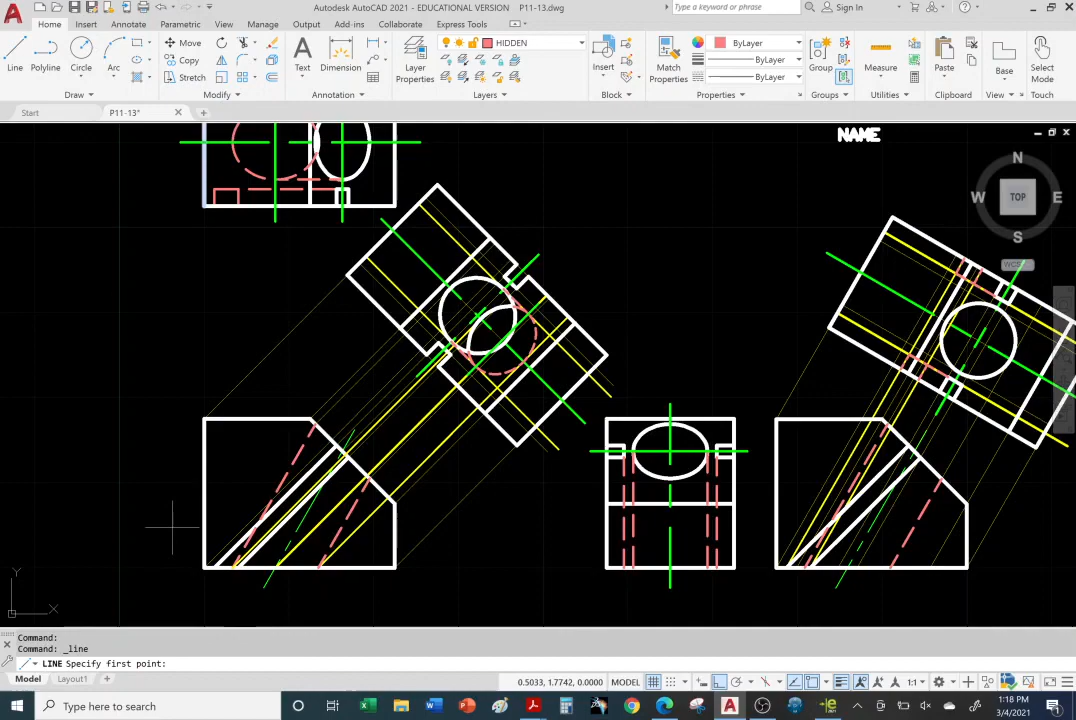 Autodesk AutoCAD 2021 - EDUCATIONAL VERSION P11-13.dwg
Type a keyword or phrase
Sign In
Home Insert Annotate Parametric View Manage Output Add-ins Collaborate Express Tools
Line
Polyline
Circle
Arc
Move
Copy
Stretch
Text
Dimension
Layer
Properties
HIDDEN
Insert
Match
Properties
ByLayer
ByLayer
ByLayer
Group
Measure
Paste
Base
Select
Mode
Draw
Modify
Annotation
Layers
Block
Properties
Groups
Utilities
Clipboard
View
Touch
Start
P11-13*
NAME
N
W
TOP
E
S
WCS
Y
X
Command:
Command: _line
LINE Specify first point:
Model
Layout1
0.5033, 1.7742, 0.0000 MODEL
1:1
Type here to search
1:18 PM
3/4/2021